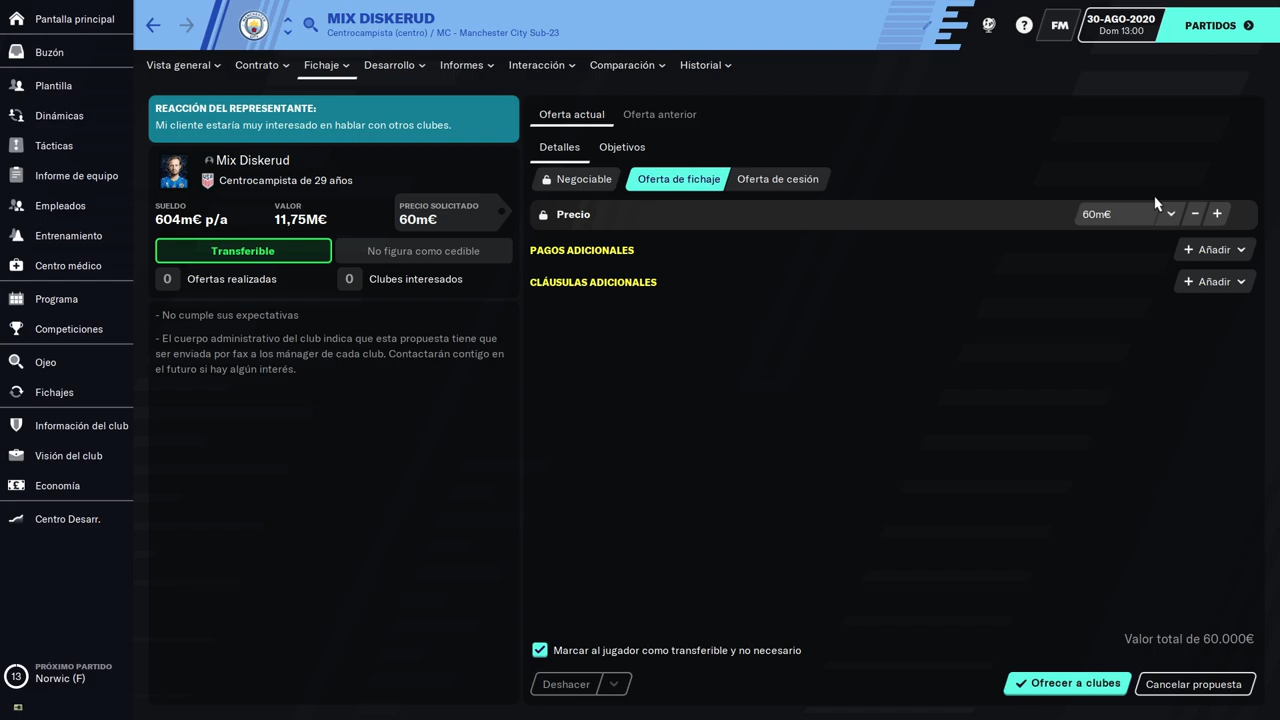 Pantalla principal
Buzón
Plantilla
Dinámicas
Tácticas
Informe de equipo
Empleados
Entrenamiento
Centro médico
Programa
Competiciones
Ojeo
Fichajes
Información del club
Visión del club
Economía
Centro Desarr.
13
PRÓXIMO PARTIDO
Norwic (F)
MIX DISKERUD
Centrocampista (centro) / MC - Manchester City Sub-23
?
FM
30-AGO-2020
Dom 13:00
PARTIDOS
Vista general
Contrato
Fichaje
Desarrollo
Informes
Interacción
Comparación
Historial
REACCIÓN DEL REPRESENTANTE:
Mi cliente estaría muy interesado en hablar con otros clubes.
Mix Diskerud
Centrocampista de 29 años
SUELDO
604m€ p/a
VALOR
11,75M€
PRECIO SOLICITADO
60m€
Transferible
No figura como cedible
0 Ofertas realizadas
0 Clubes interesados
- No cumple sus expectativas
- El cuerpo administrativo del club indica que esta propuesta tiene que
ser enviada por fax a los mánager de cada club. Contactarán contigo en
el futuro si hay algún interés.
Oferta actual
Oferta anterior
Detalles
Objetivos
Negociable
Oferta de fichaje
Oferta de cesión
Precio
60m€
- +
PAGOS ADICIONALES
+ Añadir
CLÁUSULAS ADICIONALES
+ Añadir
Valor total de 60.000€
Marcar al jugador como transferible y no necesario
Deshacer
Ofrecer a clubes
Cancelar propuesta